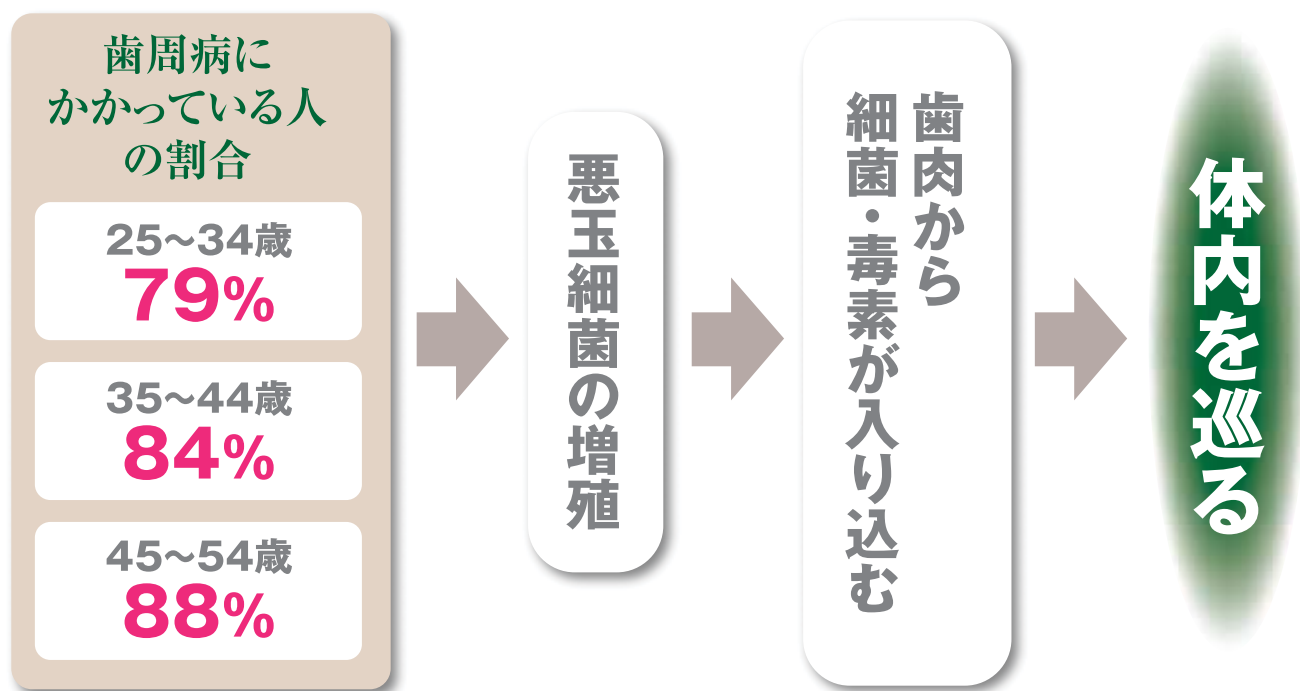 歯周病に
かかっている人
の割合
25〜34歳
79%
35〜44歳
84%
45〜54歳
88%
悪玉細菌の増殖
歯肉から
細菌・毒素が入り込む
体内を巡る